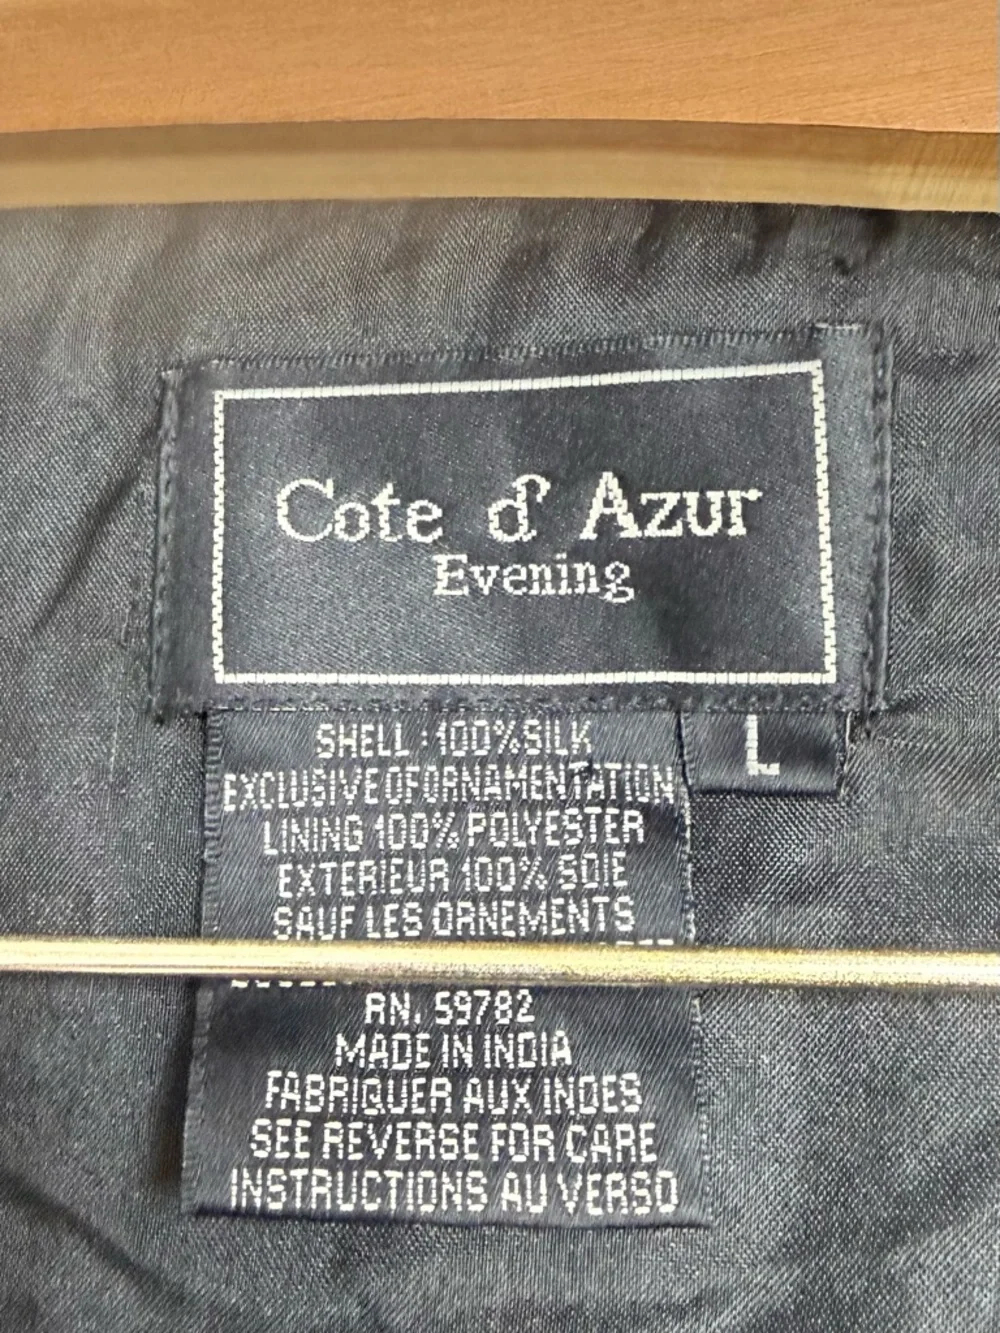 Cote d' Azur
Evening
L
SHELL : 100% SILK
EXCLUSIVE OF ORNAMENTATION
LINING 100% POLYESTER
EXTERIEUR 100% SOIE
SAUF LES ORNEMENTS
RN. 59782
MADE IN INDIA
FABRIQUER AUX INDES
SEE REVERSE FOR CARE
INSTRUCTIONS AU VERSO